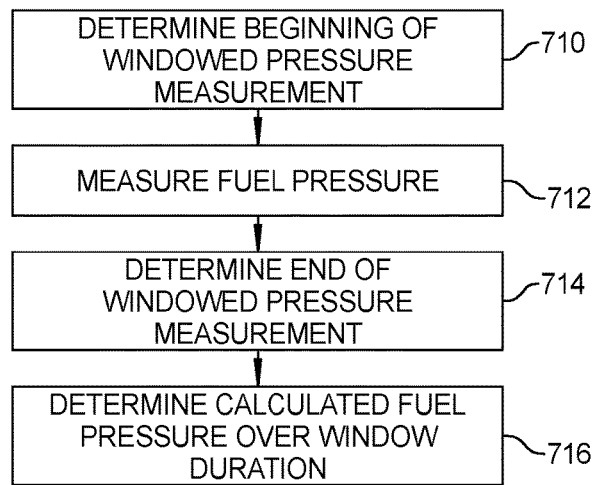 DETERMINE BEGINNING OF
WINDOWED PRESSURE
MEASUREMENT
710
MEASURE FUEL PRESSURE
712
DETERMINE END OF
WINDOWED PRESSURE
MEASUREMENT
714
DETERMINE CALCULATED FUEL
PRESSURE OVER WINDOW
DURATION
716